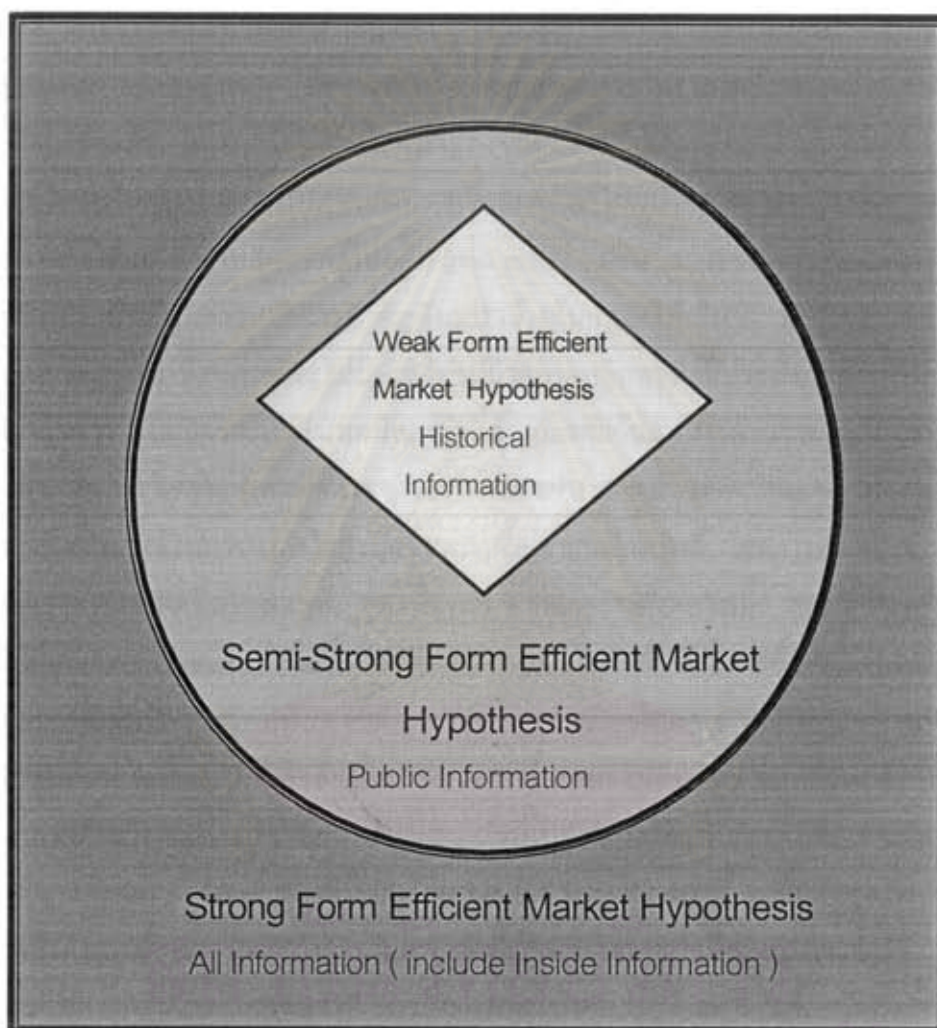 Weak Form Efficient
Market Hypothesis
Historical
Information
Semi-Strong Form Efficient Market
Hypothesis
Public Information
Strong Form Efficient Market Hypothesis
All Information ( include Inside Information )